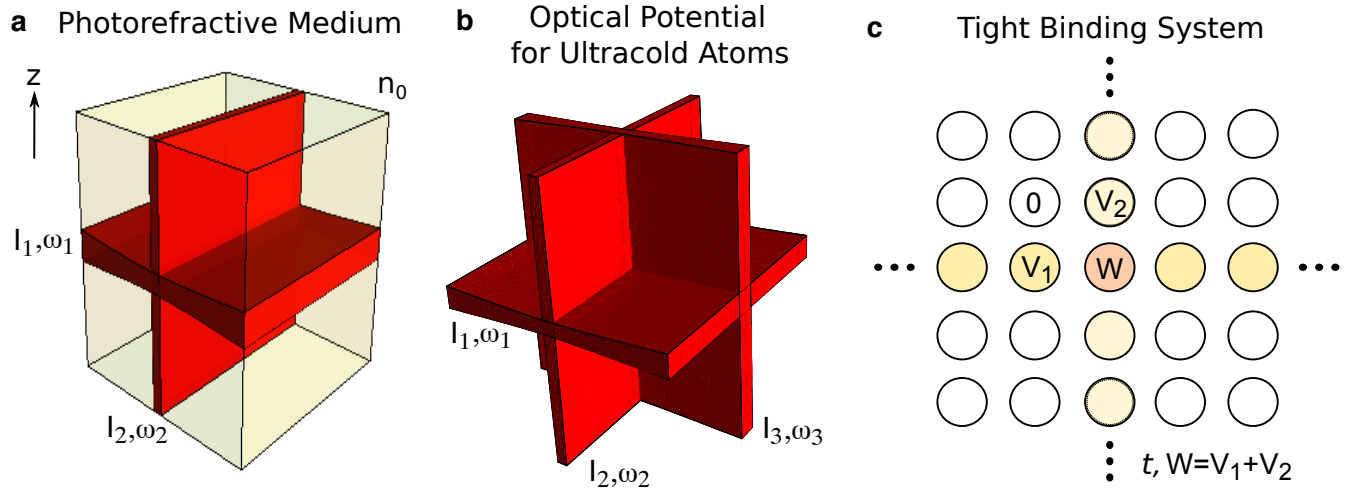 a Photorefractive Medium
z
n₀
I₁,ω₁
I₂,ω₂
b Optical Potential
for Ultracold Atoms
I₁,ω₁
I₃,ω₃
I₂,ω₂
c Tight Binding System
0 V₂
V₁ W
t, W=V₁+V₂